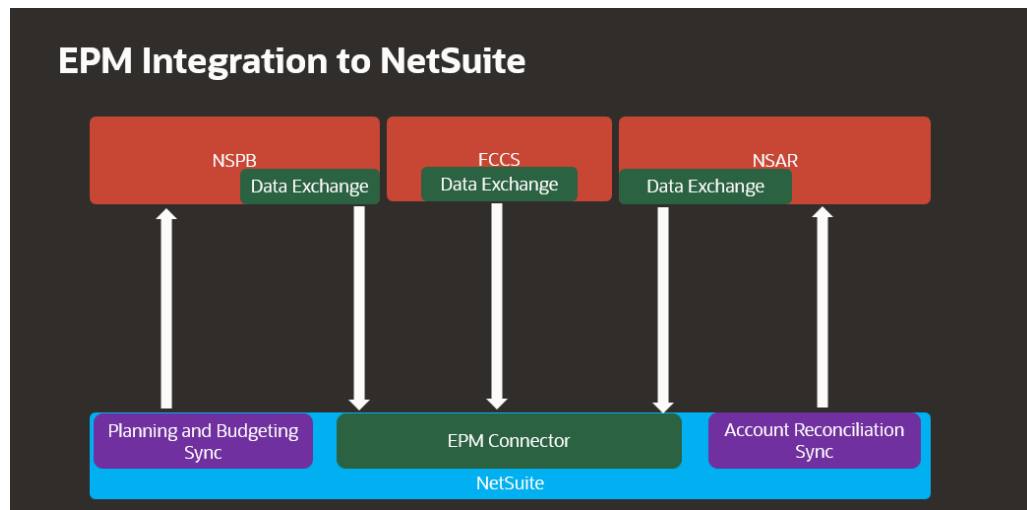 EPM Integration to NetSuite
NSPB
FCCS
NSAR
Data Exchange
Data Exchange
Data Exchange
Planning and Budgeting
Sync
EPM Connector
Account Reconciliation
Sync
NetSuite